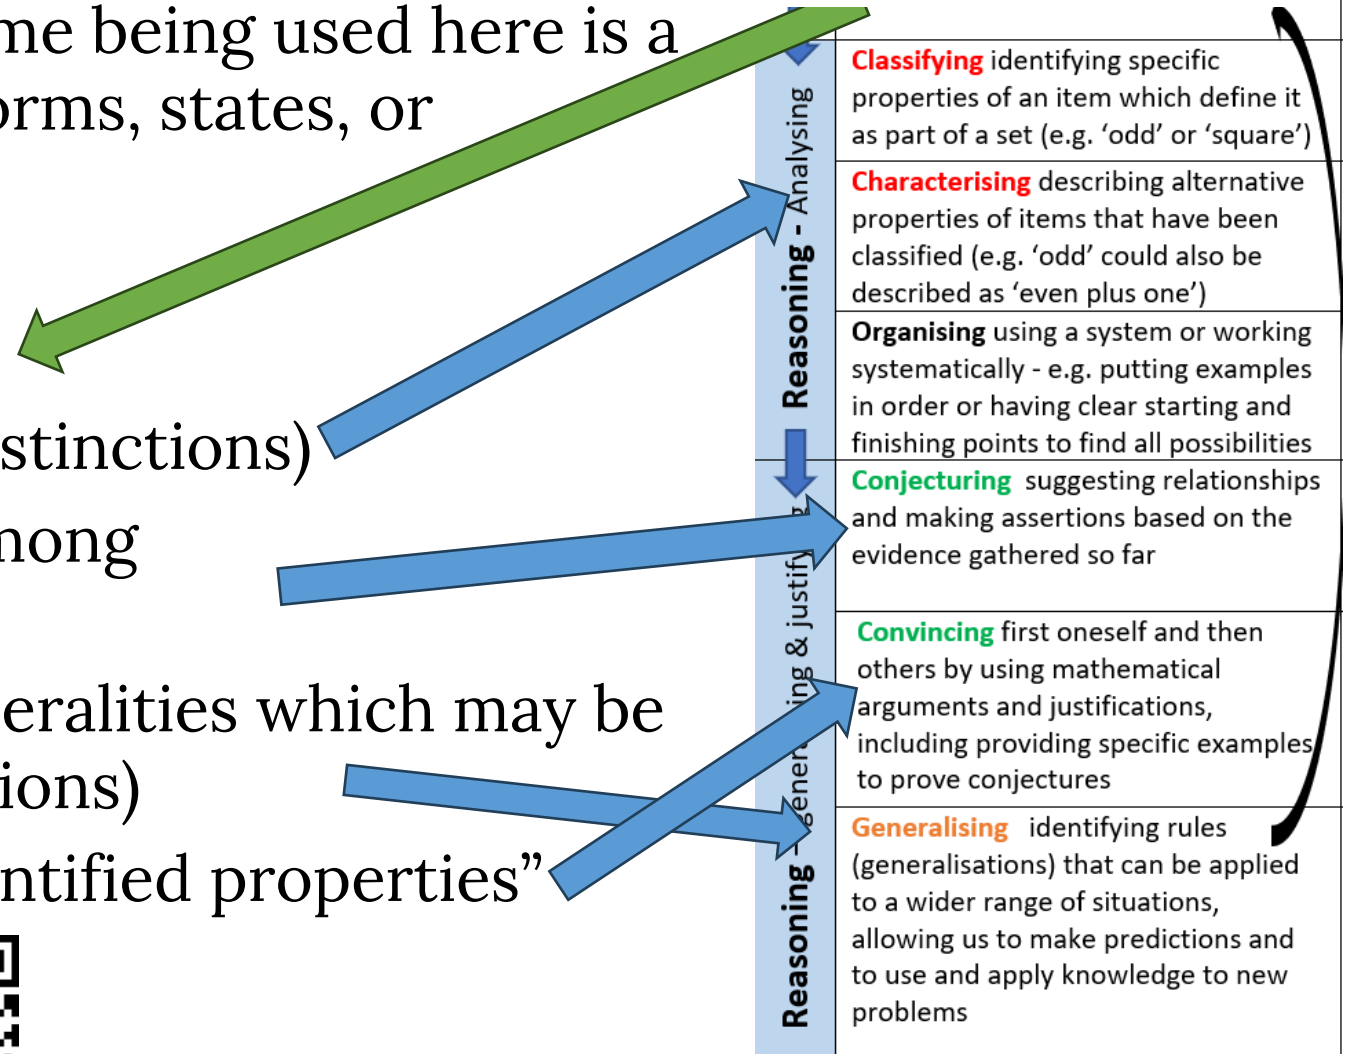 me being used here is a
orms, states, or
stinctions)
mong
eralities which may be
ions)
ntified properties”
Reasoning - Analysing
Reasoning – generalising & justifying
Classifying identifying specific
properties of an item which define it
as part of a set (e.g. ‘odd’ or ‘square’)
Characterising describing alternative
properties of items that have been
classified (e.g. ‘odd’ could also be
described as ‘even plus one’)
Organising using a system or working
systematically - e.g. putting examples
in order or having clear starting and
finishing points to find all possibilities
Conjecturing suggesting relationships
and making assertions based on the
evidence gathered so far
Convincing first oneself and then
others by using mathematical
arguments and justifications,
including providing specific examples
to prove conjectures
Generalising identifying rules
(generalisations) that can be applied
to a wider range of situations,
allowing us to make predictions and
to use and apply knowledge to new
problems